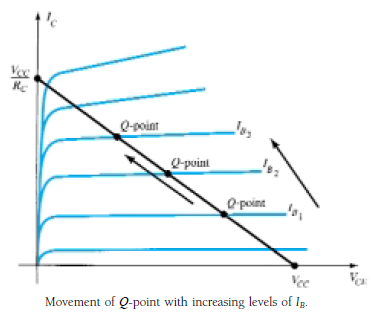 I_C
V_CC
R_C
Q-point
I_B3
Q-point
I_B2
Q-point
I_B1
V_CC
V_CE
Movement of Q-point with increasing levels of I_B.